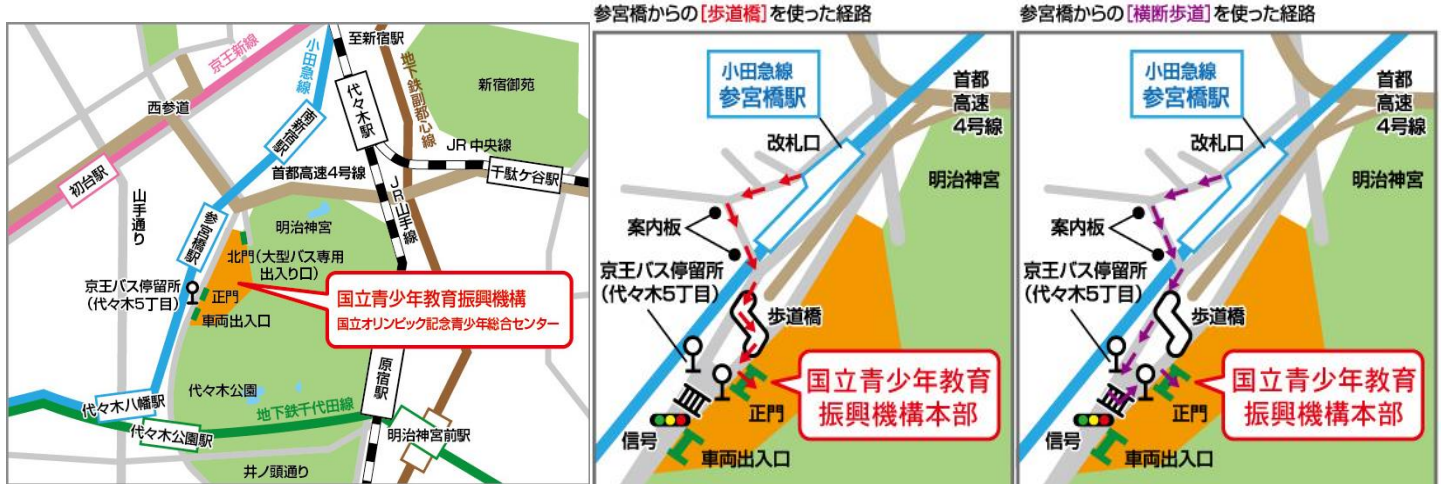 京王新線
小田急線
至新宿駅
地下鉄副都心線
新宿御苑
西参道
代々木駅
南新宿駅
JR中央線
千駄ケ谷駅
初台駅
山手通り
首都高速4号線
JR山手線
参宮橋駅
明治神宮
北門(大型バス専用
出入り口)
京王バス停留所
(代々木5丁目)
正門
車両出入口
国立青少年教育振興機構
国立オリンピック記念青少年総合センター
原宿駅
代々木公園
代々木八幡駅
地下鉄千代田線
代々木公園駅
明治神宮前駅
井ノ頭通り
参宮橋からの[歩道橋]を使った経路
小田急線
参宮橋駅
首都
高速
4号線
改札口
明治神宮
案内板
京王バス停留所
(代々木5丁目)
歩道橋
国立青少年教育
振興機構本部
正門
信号
車両出入口
参宮橋からの[横断歩道]を使った経路
小田急線
参宮橋駅
首都
高速
4号線
改札口
明治神宮
案内板
京王バス停留所
(代々木5丁目)
歩道橋
国立青少年教育
振興機構本部
正門
信号
車両出入口